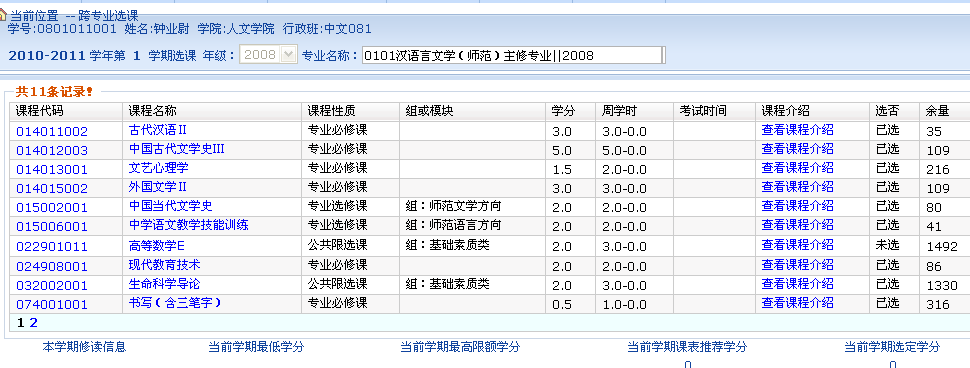 当前位置 -- 跨专业选课
学号:0801011001 姓名:钟业尉 学院:人文学院 行政班:中文081
2010-2011 学年第 1 学期选课 年级： 2008 专业名称： 0101汉语言文学（师范）主修专业||2008
共11条记录！
课程代码 课程名称 课程性质 组或模块 学分 周学时 考试时间 课程介绍 选否 余量
014011002 古代汉语Ⅱ 专业必修课 3.0 3.0-0.0 查看课程介绍 已选 35
014012003 中国古代文学史Ⅲ 专业必修课 5.0 5.0-0.0 查看课程介绍 已选 109
014013001 文艺心理学 专业必修课 1.5 2.0-0.0 查看课程介绍 已选 216
014015002 外国文学Ⅱ 专业必修课 3.0 3.0-0.0 查看课程介绍 已选 109
015002001 中国当代文学史 专业选修课 组：师范文学方向 2.0 2.0-0.0 查看课程介绍 已选 80
015006001 中学语文教学技能训练 专业选修课 组：师范语言方向 2.0 2.0-0.0 查看课程介绍 已选 41
022901011 高等数学E 公共限选课 组：基础素质类 2.0 3.0-0.0 查看课程介绍 未选 1492
024908001 现代教育技术 专业必修课 2.0 2.0-0.0 查看课程介绍 已选 86
032002001 生命科学导论 公共限选课 组：基础素质类 2.0 3.0-0.0 查看课程介绍 已选 1330
074001001 书写（含三笔字） 专业必修课 0.5 1.0-0.0 查看课程介绍 已选 316
1 2
本学期修读信息 当前学期最低学分 当前学期最高限额学分 当前学期课表推荐学分 当前学期选定学分
0 0